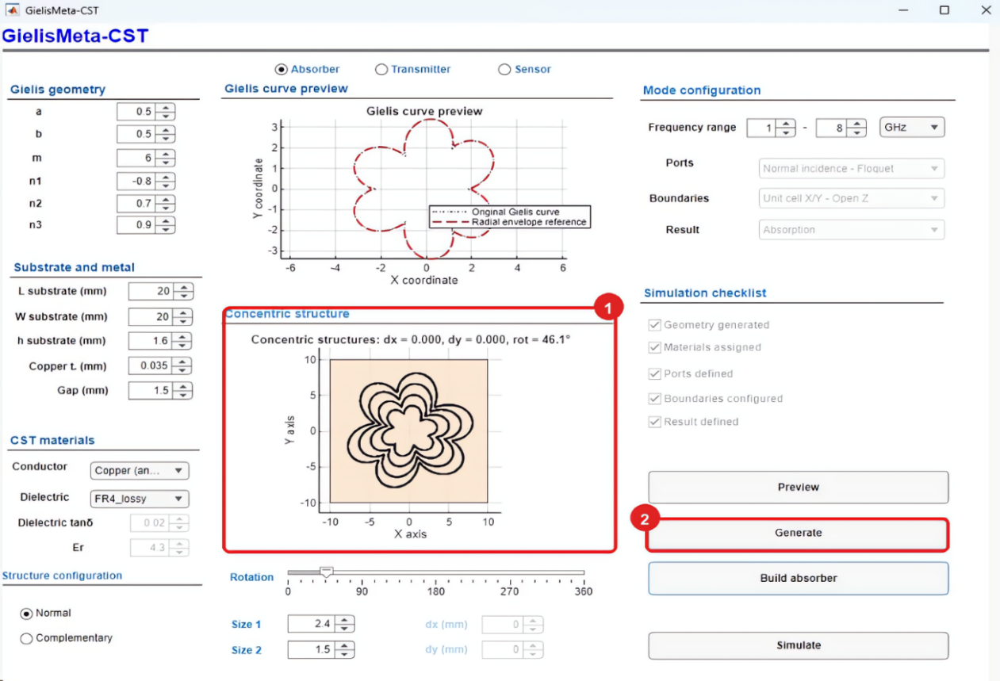 GielisMeta-CST
GielisMeta-CST
Absorber Transmitter Sensor
Gielis geometry
a 0.5
b 0.5
m 6
n1 -0.8
n2 0.7
n3 0.9
Substrate and metal
L substrate (mm) 20
W substrate (mm) 20
h substrate (mm) 1.6
Copper t. (mm) 0.035
Gap (mm) 1.5
CST materials
Conductor Copper (an...
Dielectric FR4_lossy
Dielectric tanδ 0.02
Er 4.3
Structure configuration
Normal
Complementary
Gielis curve preview
Gielis curve preview
3
2
1
0
-1
-2
-3
Y coordinate
Onginal Gielis curve
Radial envelope reference
-6 -4 -2 0 2 4 6
X coordinate
1
Concentric structure
Concentric structures: dx = 0.000, dy = 0.000, rot = 46.1°
10
5
0
-5
-10
Y axis
-10 -5 0 5 10
X axis
Rotation
0 90 180 270 360
Size 1 2.4 dx (mm) 0
Size 2 1.5 dy (mm) 0
Mode configuration
Frequency range 1 - 8 GHz
Ports Normal incidence - Floquet
Boundaries Unit cell X/Y - Open Z
Result Absorption
Simulation checklist
Geometry generated
Materials assigned
Ports defined
Boundaries configured
Result defined
Preview
2
Generate
Build absorber
Simulate